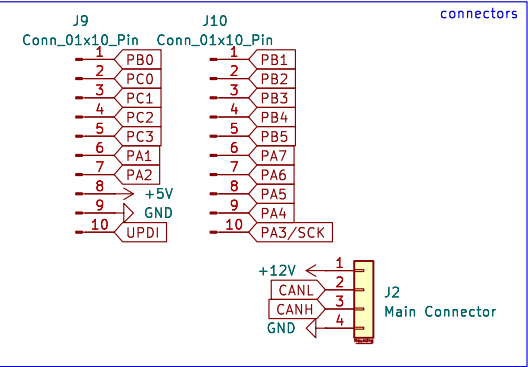 connectors
J9
Conn_01x10_Pin
1 PB0
2 PC0
3 PC1
4 PC2
5 PC3
6 PA1
7 PA2
8 +5V
9 GND
10 UPDI
J10
Conn_01x10_Pin
1 PB1
2 PB2
3 PB3
4 PB4
5 PB5
6 PA7
7 PA6
8 PA5
9 PA4
10 PA3/SCK
+12V 1
CANL 2
CANH 3
GND 4
J2
Main Connector